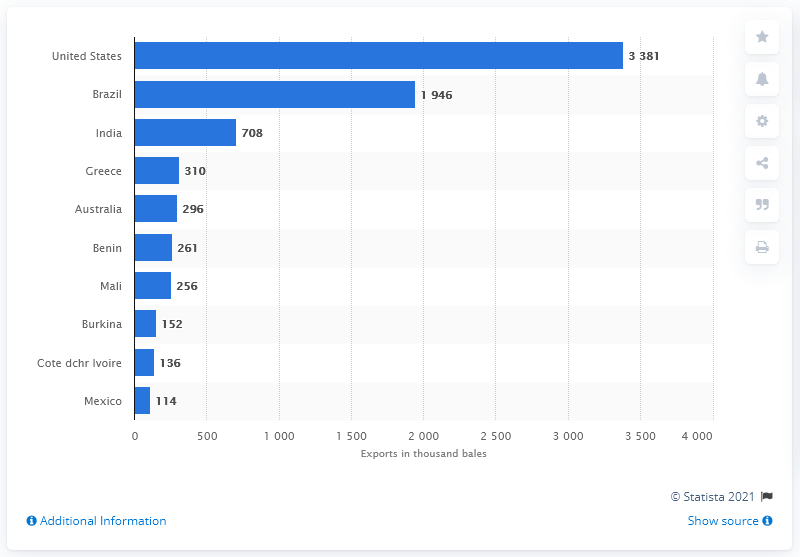 United States 3 381
Brazil 1 946
India 708
Greece 310
Australia 296
Benin 261
Mali 256
Burkina 152
Cote dchr Ivoire 136
Mexico 114
0 500 1 000 1 500 2 000 2 500 3 000 3 500 4 000
Exports in thousand bales
© Statista 2021
Additional Information Show source